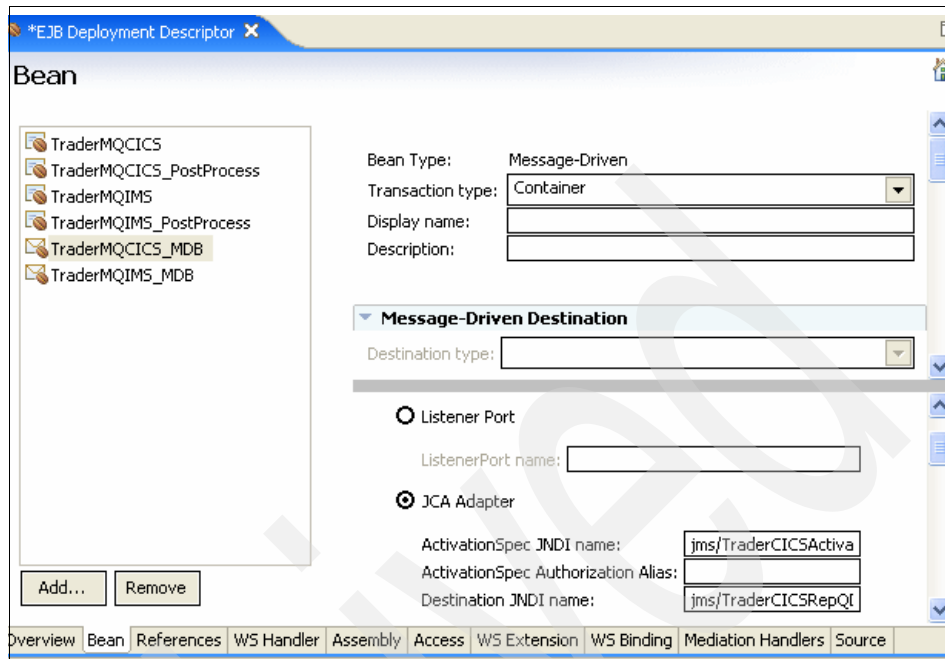 *EJB Deployment Descriptor
Bean
TraderMQCICS
TraderMQCICS_PostProcess
TraderMQIMS
TraderMQIMS_PostProcess
TraderMQCICS_MDB
TraderMQIMS_MDB
Add...
Remove
Bean Type: Message-Driven
Transaction type: Container
Display name:
Description:
Message-Driven Destination
Destination type:
Listener Port
ListenerPort name:
JCA Adapter
ActivationSpec JNDI name: jms/TraderCICSActiva
ActivationSpec Authorization Alias:
Destination JNDI name: jms/TraderCICSRepQ
Overview Bean References WS Handler Assembly Access WS Extension WS Binding Mediation Handlers Source